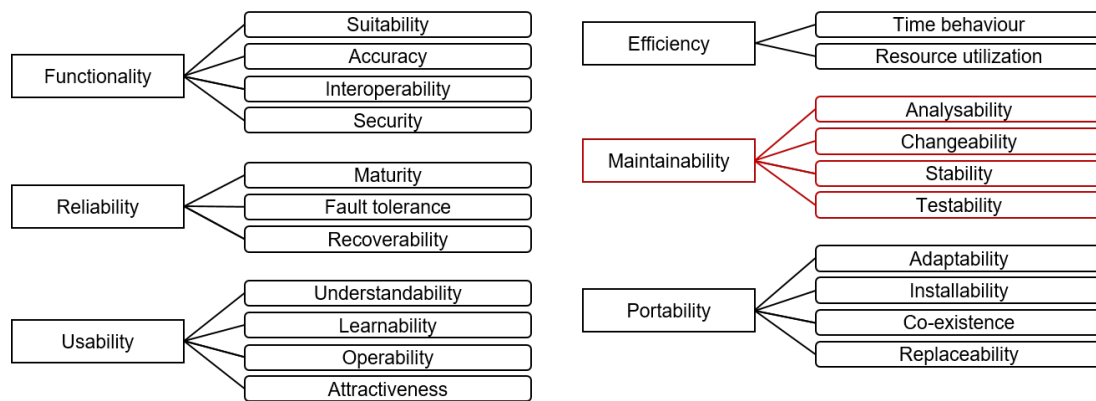 Functionality
Suitability
Accuracy
Interoperability
Security
Reliability
Maturity
Fault tolerance
Recoverability
Usability
Understandability
Learnability
Operability
Attractiveness
Efficiency
Time behaviour
Resource utilization
Maintainability
Analysability
Changeability
Stability
Testability
Portability
Adaptability
Installability
Co-existence
Replaceability